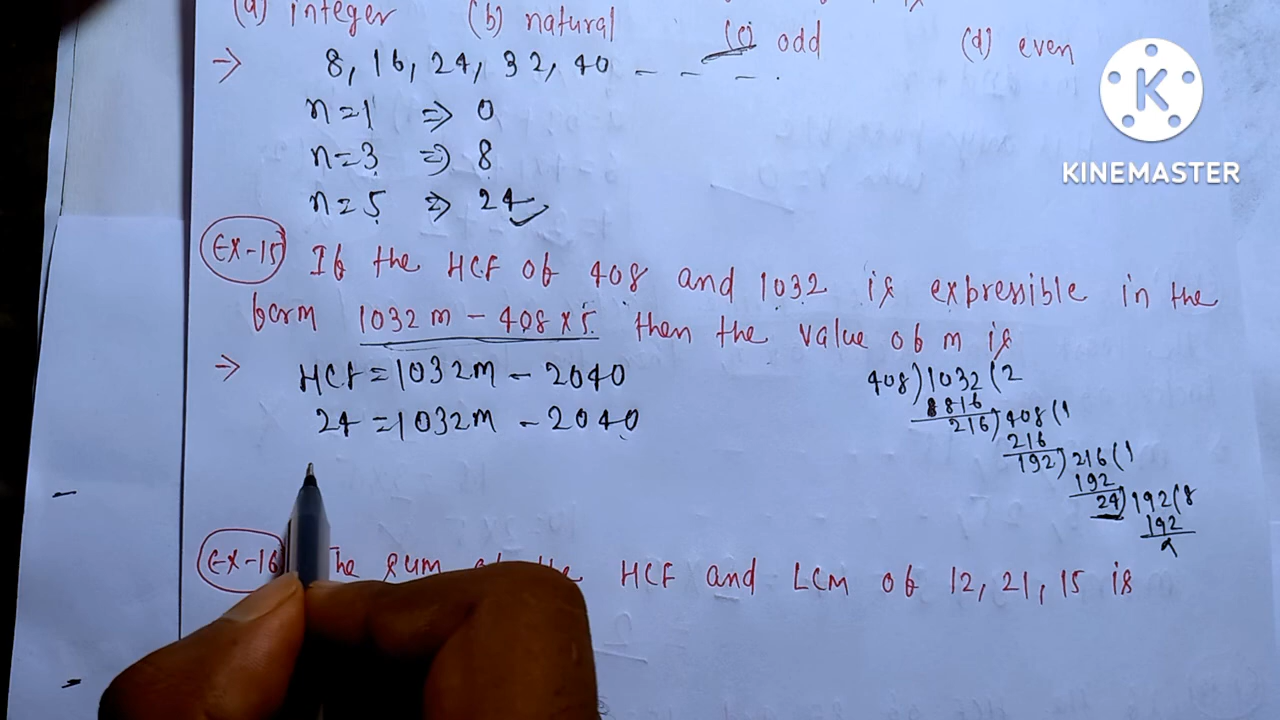 (a) integer (b) natural (c) odd (d) even
→ 8, 16, 24, 32, 40 - - - .
n=1 ⇒ 0
n=3 ⇒ 8
n=5 ⇒ 24
K
KINEMASTER
Ex-15 If the HCF of 408 and 1032 is expressible in the
form 1032m - 408 x 5 then the value of m is
→ HCF = 1032m - 2040
24 = 1032m - 2040
408) 1032 (2
816
216) 408 (1
216
192) 216 (1
192
24) 192 (8
192
Ex-16 The sum of the HCF and LCM of 12, 21, 15 is